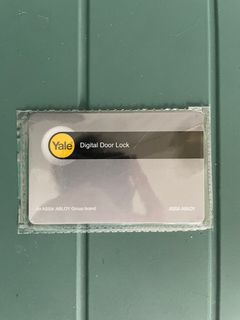 Yale
Digital Door Lock
An ASSA ABLOY Group brand
ASSA ABLOY